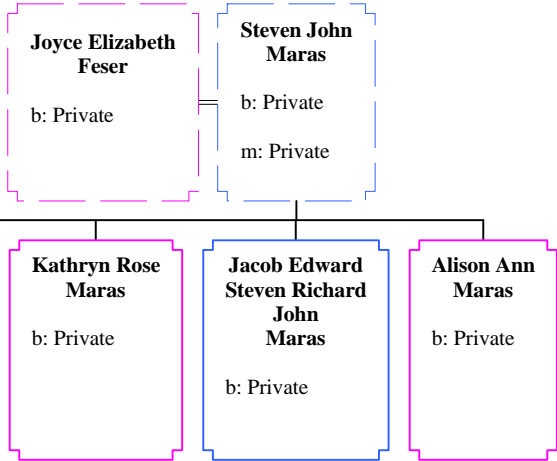 Joyce Elizabeth
Feser
b: Private
Steven John
Maras
b: Private
m: Private
Kathryn Rose
Maras
b: Private
Jacob Edward
Steven Richard
John
Maras
b: Private
Alison Ann
Maras
b: Private